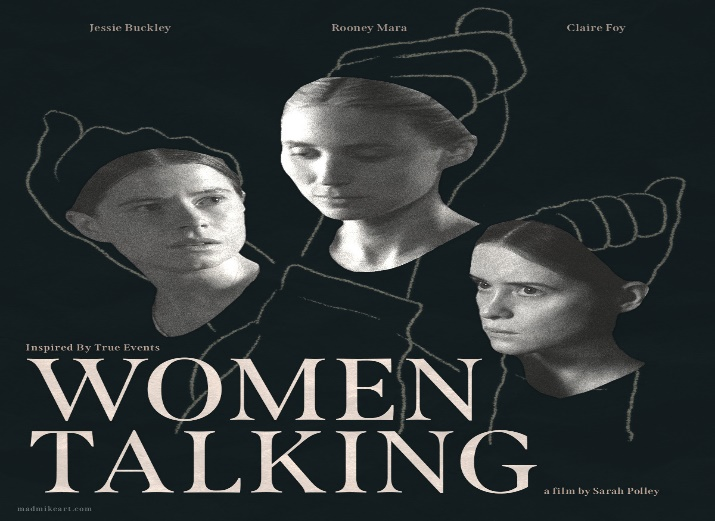 Jessie Buckley
Rooney Mara
Claire Foy
Inspired By True Events
WOMEN
TALKING
a film by Sarah Polley
madmikeart.com